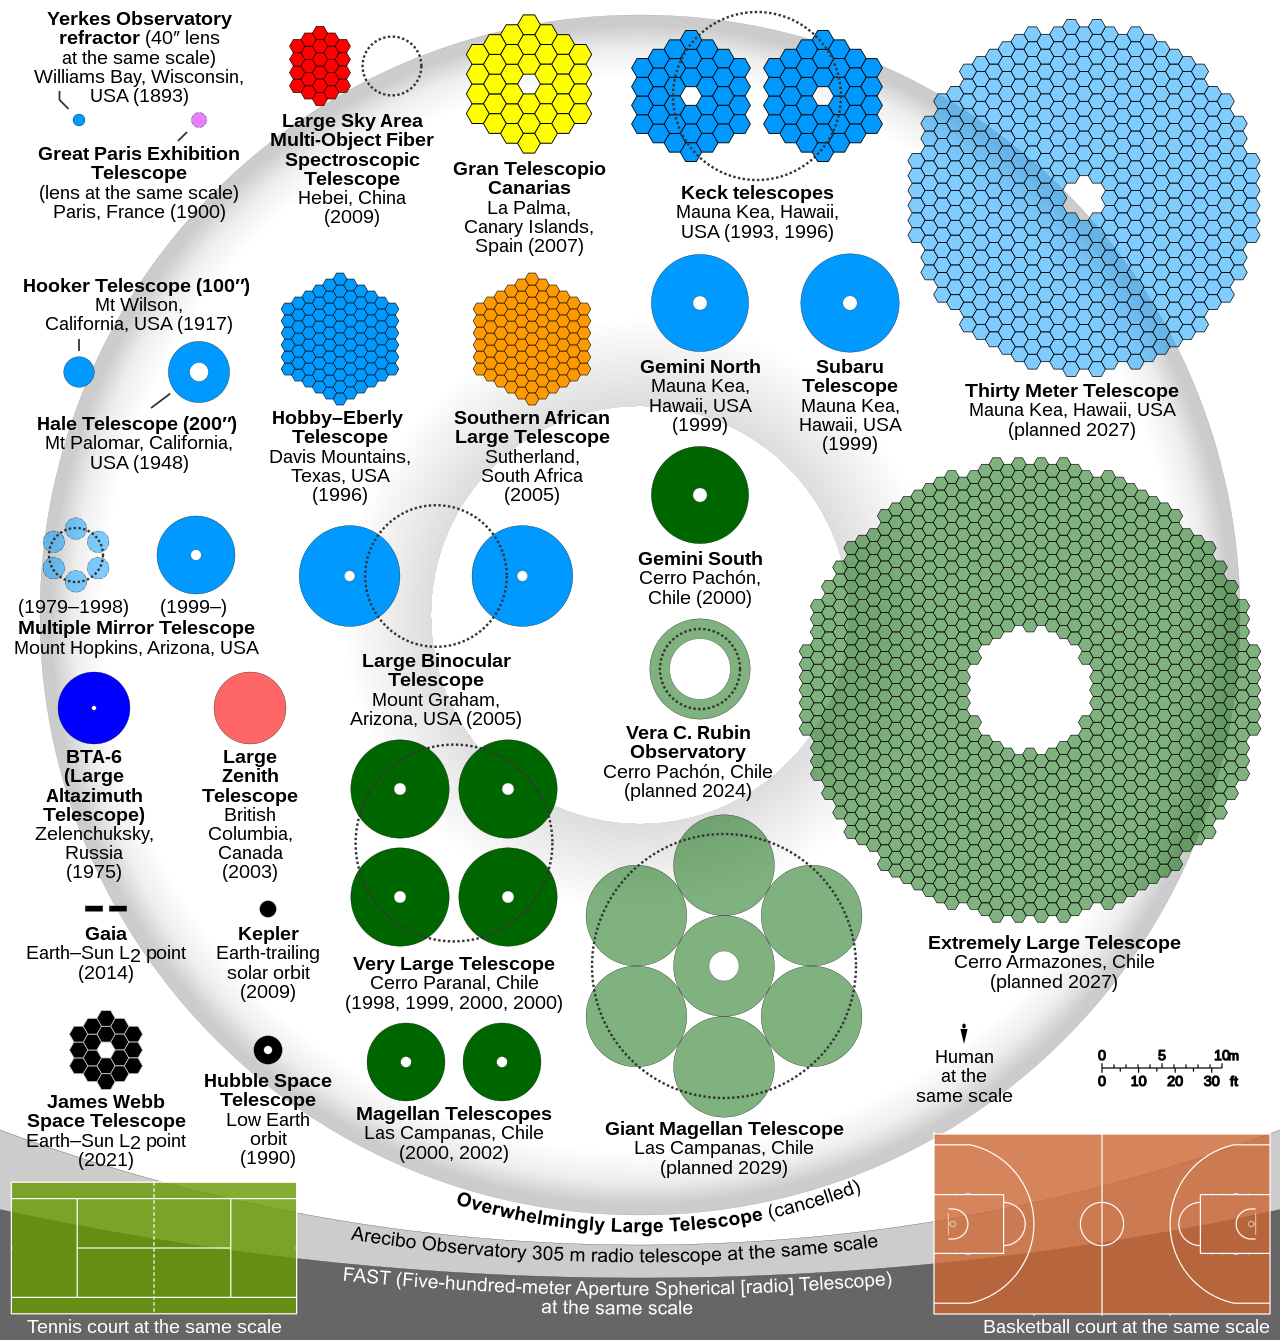 Yerkes Observatory
refractor (40″ lens
at the same scale)
Williams Bay, Wisconsin,
USA (1893)
Great Paris Exhibition
Telescope
(lens at the same scale)
Paris, France (1900)
Large Sky Area
Multi-Object Fiber
Spectroscopic
Telescope
Hebei, China
(2009)
Gran Telescopio
Canarias
La Palma,
Canary Islands,
Spain (2007)
Keck telescopes
Mauna Kea, Hawaii,
USA (1993, 1996)
Thirty Meter Telescope
Mauna Kea, Hawaii, USA
(planned 2027)
Hooker Telescope (100″)
Mt Wilson,
California, USA (1917)
Hale Telescope (200″)
Mt Palomar, California,
USA (1948)
Hobby–Eberly
Telescope
Davis Mountains,
Texas, USA
(1996)
Southern African
Large Telescope
Sutherland,
South Africa
(2005)
Gemini North
Mauna Kea,
Hawaii, USA
(1999)
Subaru
Telescope
Mauna Kea,
Hawaii, USA
(1999)
Gemini South
Cerro Pachón,
Chile (2000)
(1979–1998) (1999–)
Multiple Mirror Telescope
Mount Hopkins, Arizona, USA
Large Binocular
Telescope
Mount Graham,
Arizona, USA (2005)
Vera C. Rubin
Observatory
Cerro Pachón, Chile
(planned 2024)
BTA-6
(Large
Altazimuth
Telescope)
Zelenchuksky,
Russia
(1975)
Large
Zenith
Telescope
British
Columbia,
Canada
(2003)
Gaia
Earth–Sun L2 point
(2014)
Kepler
Earth-trailing
solar orbit
(2009)
Very Large Telescope
Cerro Paranal, Chile
(1998, 1999, 2000, 2000)
Extremely Large Telescope
Cerro Armazones, Chile
(planned 2027)
James Webb
Space Telescope
Earth–Sun L2 point
(2021)
Hubble Space
Telescope
Low Earth
orbit
(1990)
Magellan Telescopes
Las Campanas, Chile
(2000, 2002)
Giant Magellan Telescope
Las Campanas, Chile
(planned 2029)
Human
at the
same scale
0 5 10m
0 10 20 30 ft
Overwhelmingly Large Telescope (cancelled)
Arecibo Observatory 305 m radio telescope at the same scale
FAST (Five-hundred-meter Aperture Spherical [radio] Telescope)
at the same scale
Tennis court at the same scale
Basketball court at the same scale